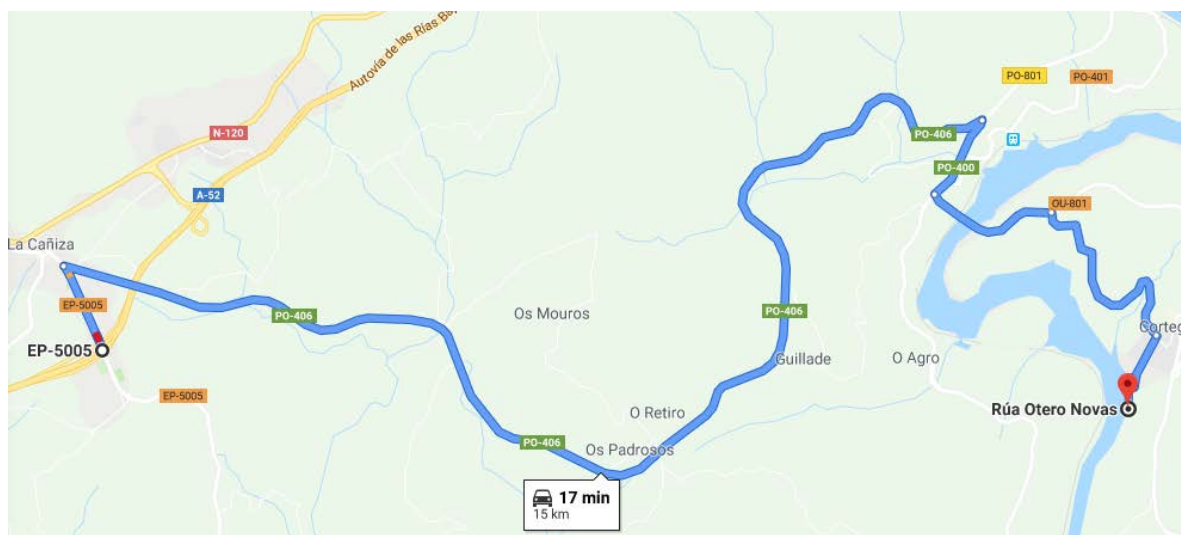 Autovía de las Rías Ba
N-120
A-52
La Cañiza
EP-5005
EP-5005
EP-5005
PO-406
Os Mouros
PO-406
O Retiro
Os Padrosos
17 min
15 km
Guillade
PO-406
O Agro
PO-406
PO-400
PO-801
PO-401
OU-801
Corteg
Rúa Otero Novas